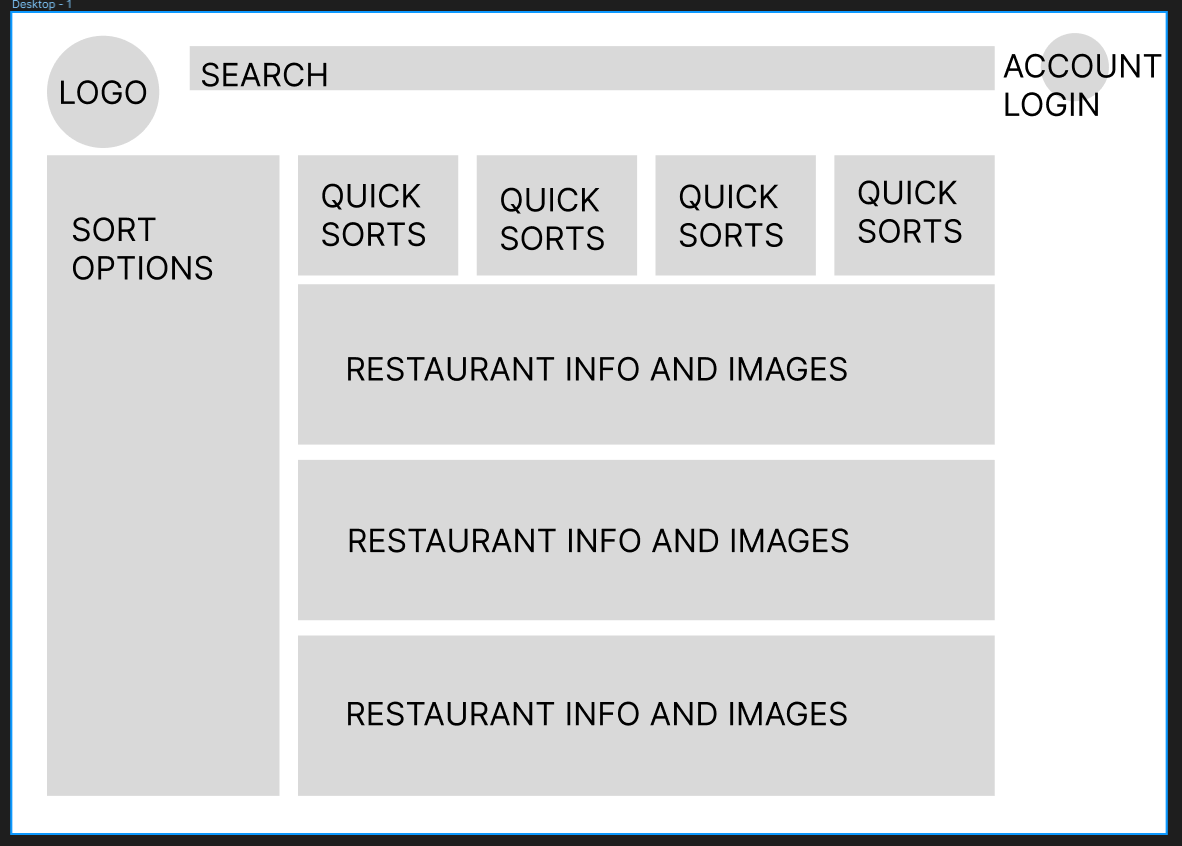 Desktop - 1
LOGO
SEARCH
ACCOUNT
LOGIN
SORT
OPTIONS
QUICK
SORTS
QUICK
SORTS
QUICK
SORTS
QUICK
SORTS
RESTAURANT INFO AND IMAGES
RESTAURANT INFO AND IMAGES
RESTAURANT INFO AND IMAGES